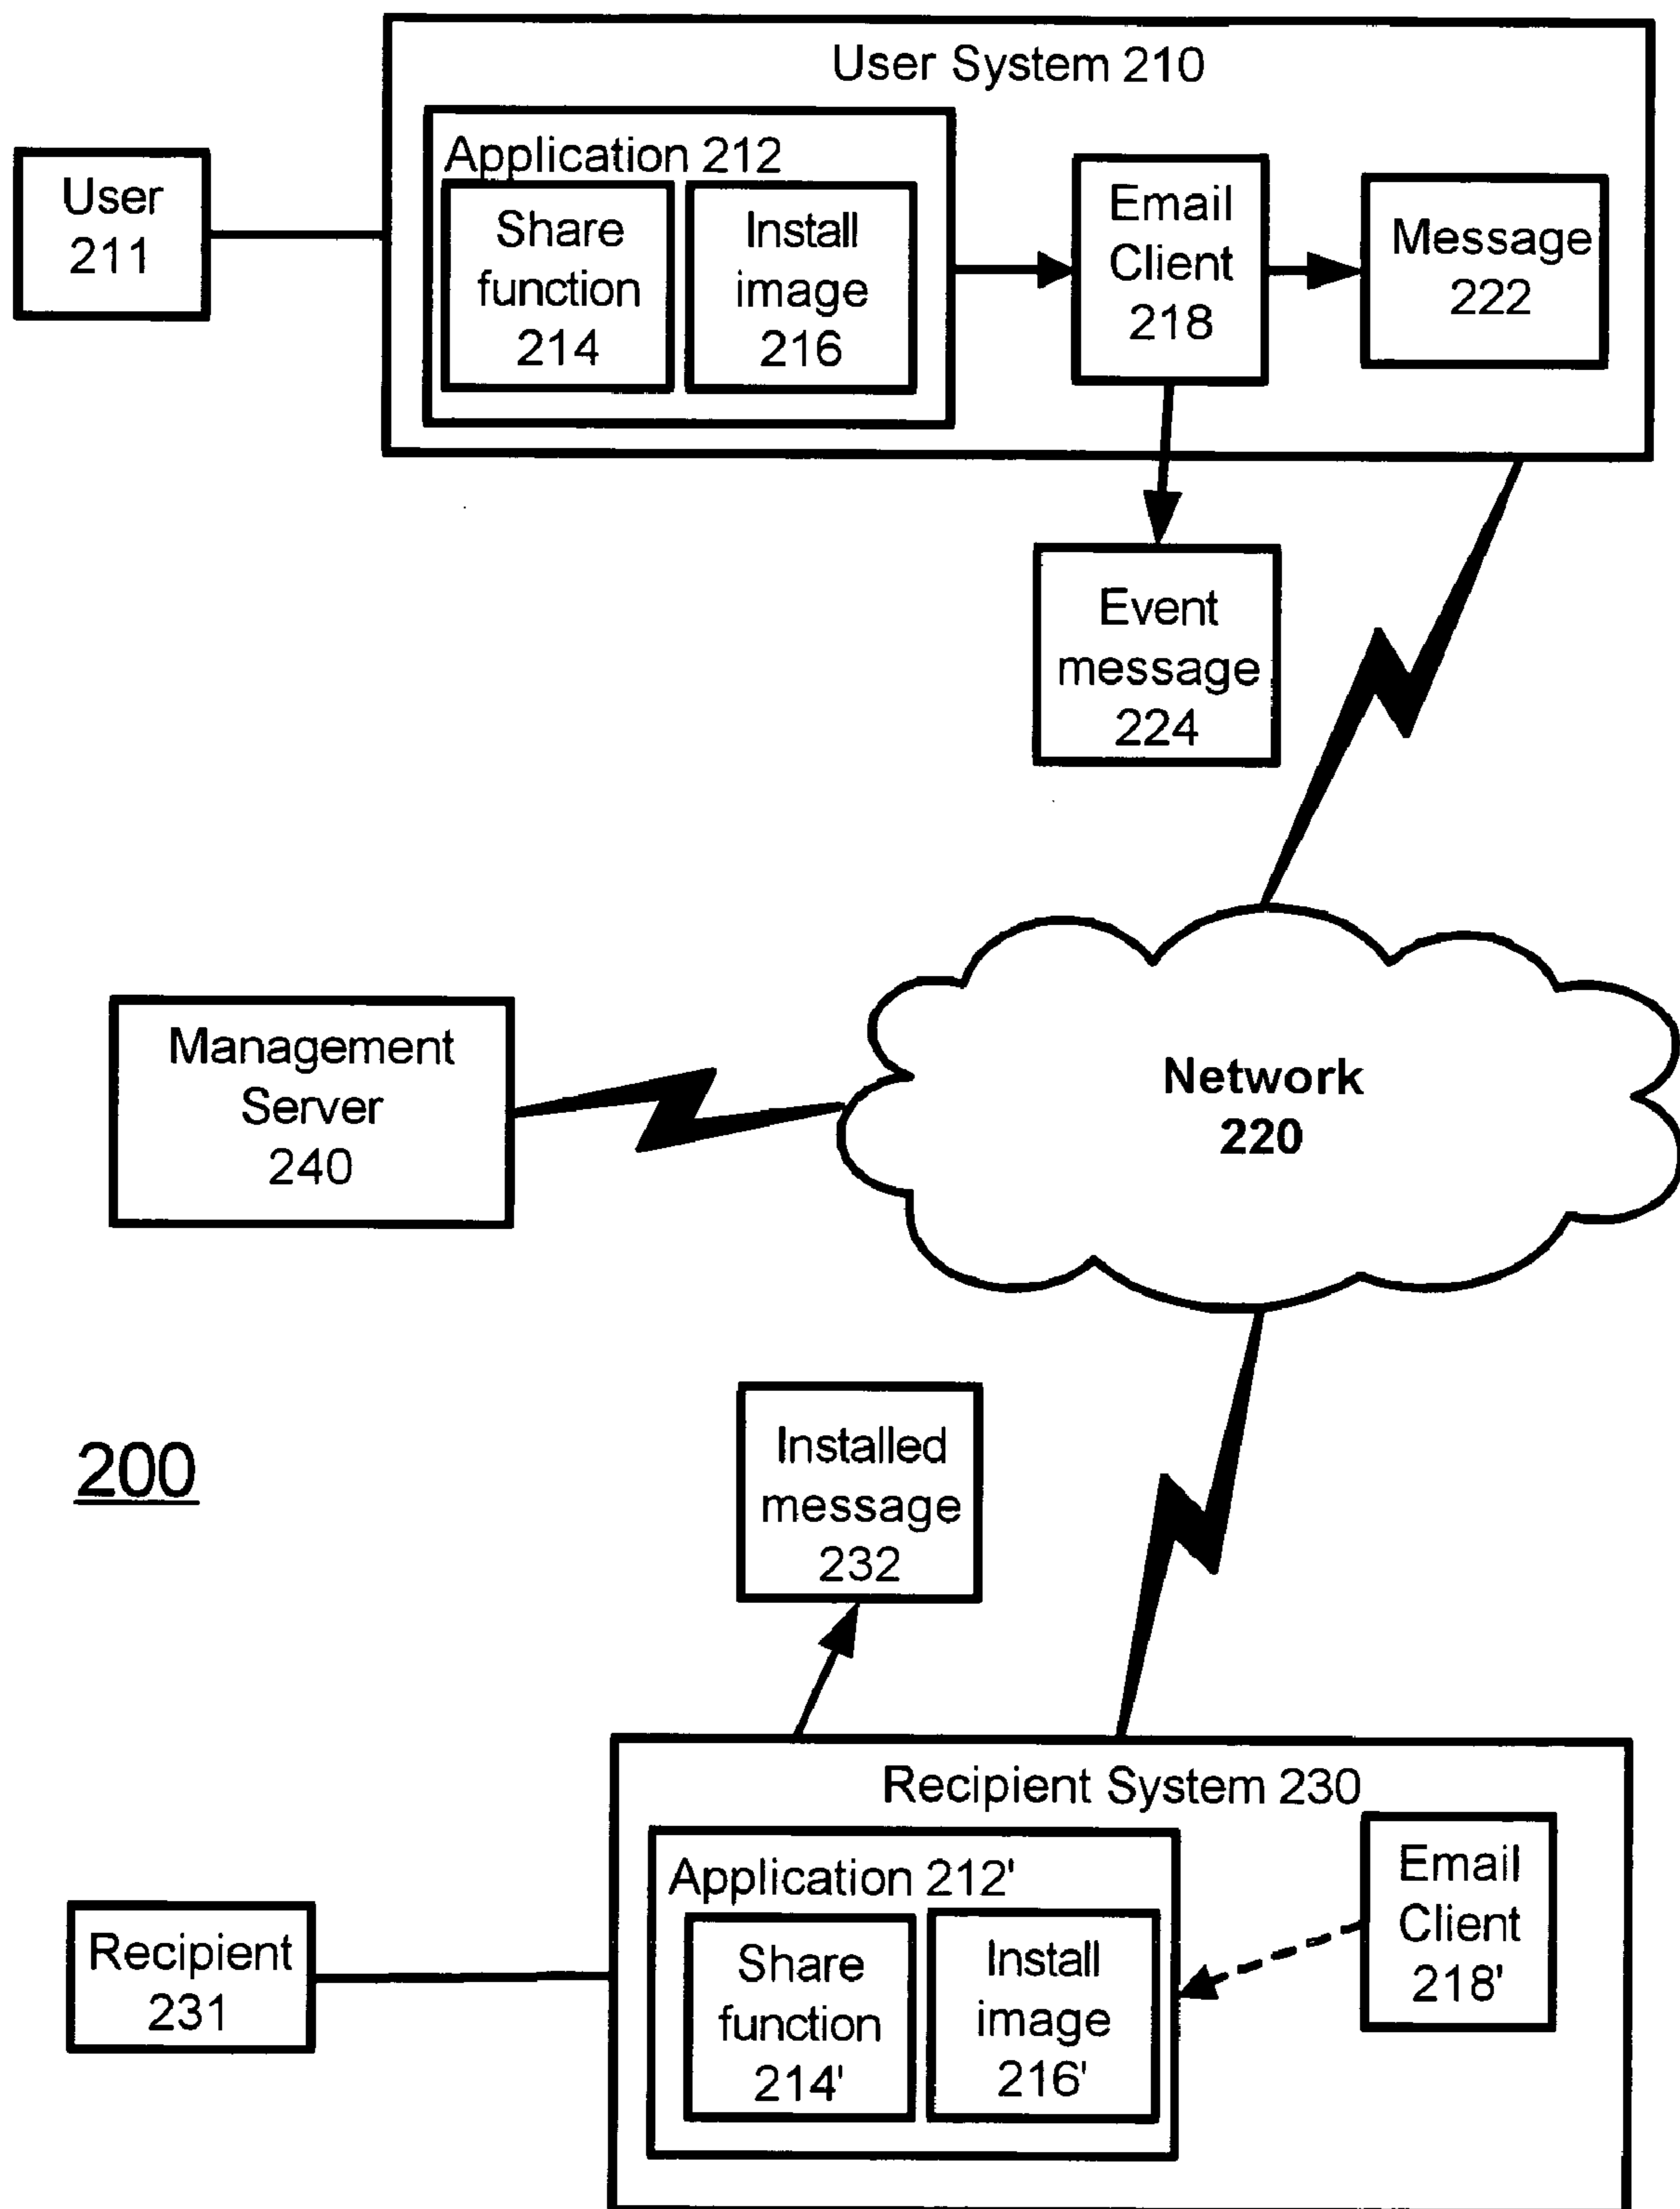 User System 210
Application 212
User
211
Share
function
214
Install
image
216
Email
Client
218
Message
222
Event
message
224
Management
Server
240
Network
220
200
Installed
message
232
Recipient System 230
Application 212'
Email
Client
218'
Recipient
231
Share
function
214'
Install
image
216'